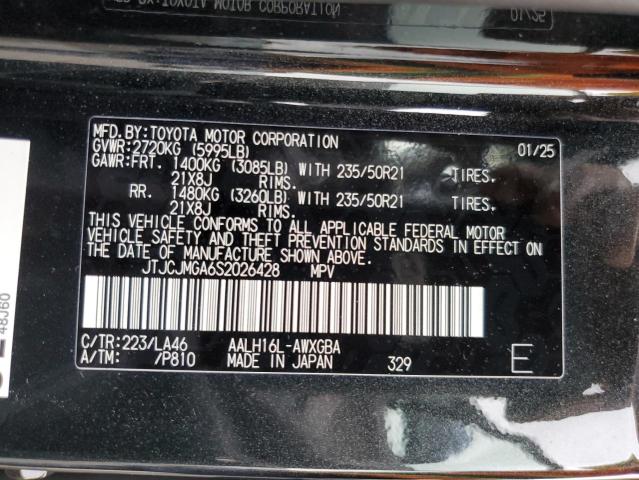 MFD.BY:TOYOTA MOTOR CORPORATION 01/25
GVWR:2720KG (5995LB)
GAWR:FRT. 1400KG (3085LB) WITH 235/50R21 TIRES.
21X8J RIMS.
RR. 1480KG (3260LB) WITH 235/50R21 TIRES.
21X8J RIMS.
THIS VEHICLE CONFORMS TO ALL APPLICABLE FEDERAL MOTOR
VEHICLE SAFETY AND THEFT PREVENTION STANDARDS IN EFFECT ON
THE DATE OF MANUFACTURE SHOWN ABOVE.
JTJCJMGA6S2026428 MPV
C/TR:223/LA46 AALH16L-AWXGBA
A/TM: /P810 MADE IN JAPAN 329 E
48J60